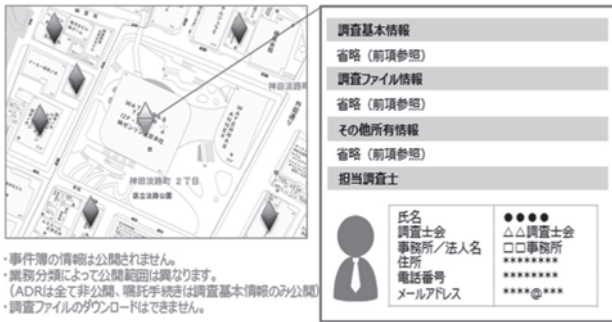 神田淡路町
神田淡路町 2丁目
区立淡路公園
・事件簿の情報は公開されません。
・業務分類によって公開範囲は異なります。
(ADRは全て非公開、嘱託手続きは調査基本情報のみ公開)
・調査ファイルのダウンロードはできません。
調査基本情報
省略（前項参照）
調査ファイル情報
省略（前項参照）
その他所有情報
省略（前項参照）
担当調査士
氏名 ●●●●
調査士会 △△調査士会
事務所／法人名 □□事務所
住所 ********
電話番号 ********
メールアドレス ****@***